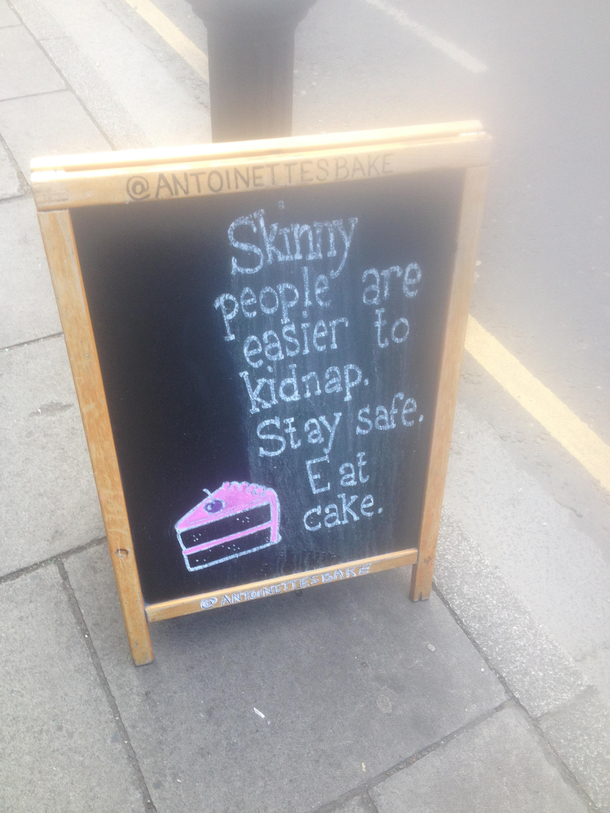 @ANTOINETTESBAKE
Skinny
people are
easier to
kidnap.
Stay safe.
Eat
cake.
@ANTOINETTESBAKE